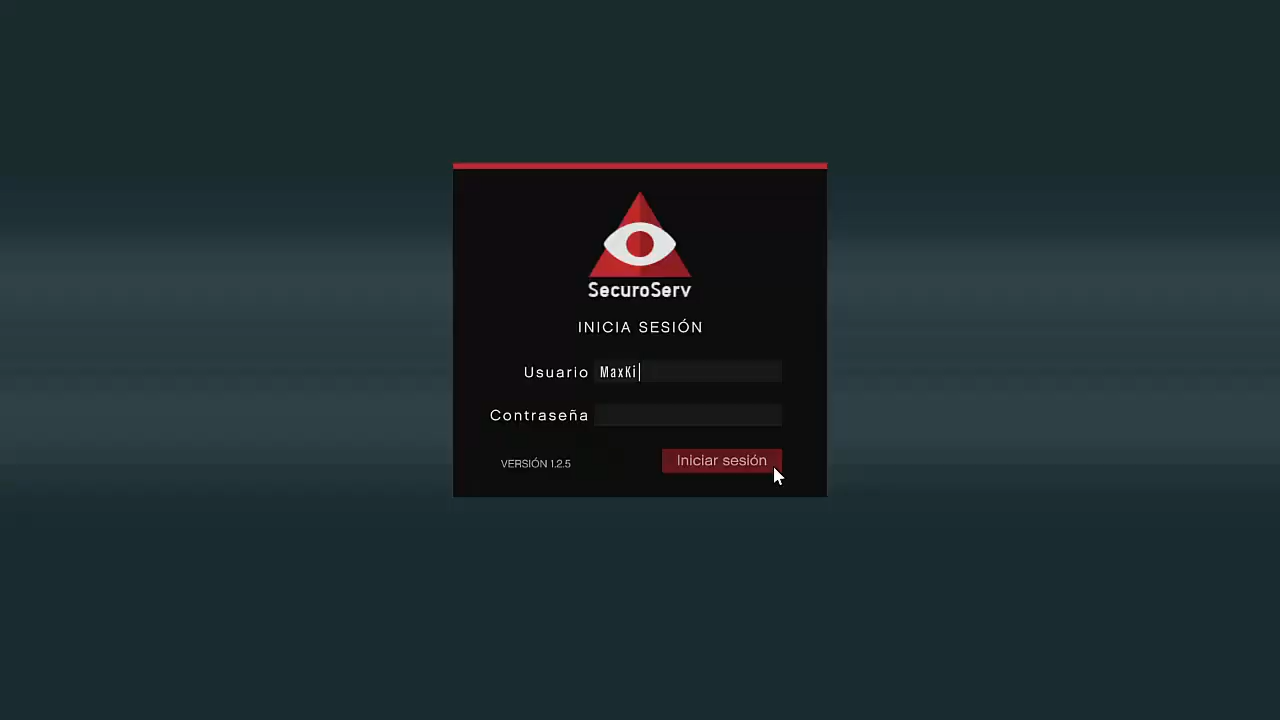 SecuroServ
INICIA SESIÓN
Usuario MaxKi
Contraseña
VERSIÓN 1.2.5 Iniciar sesión